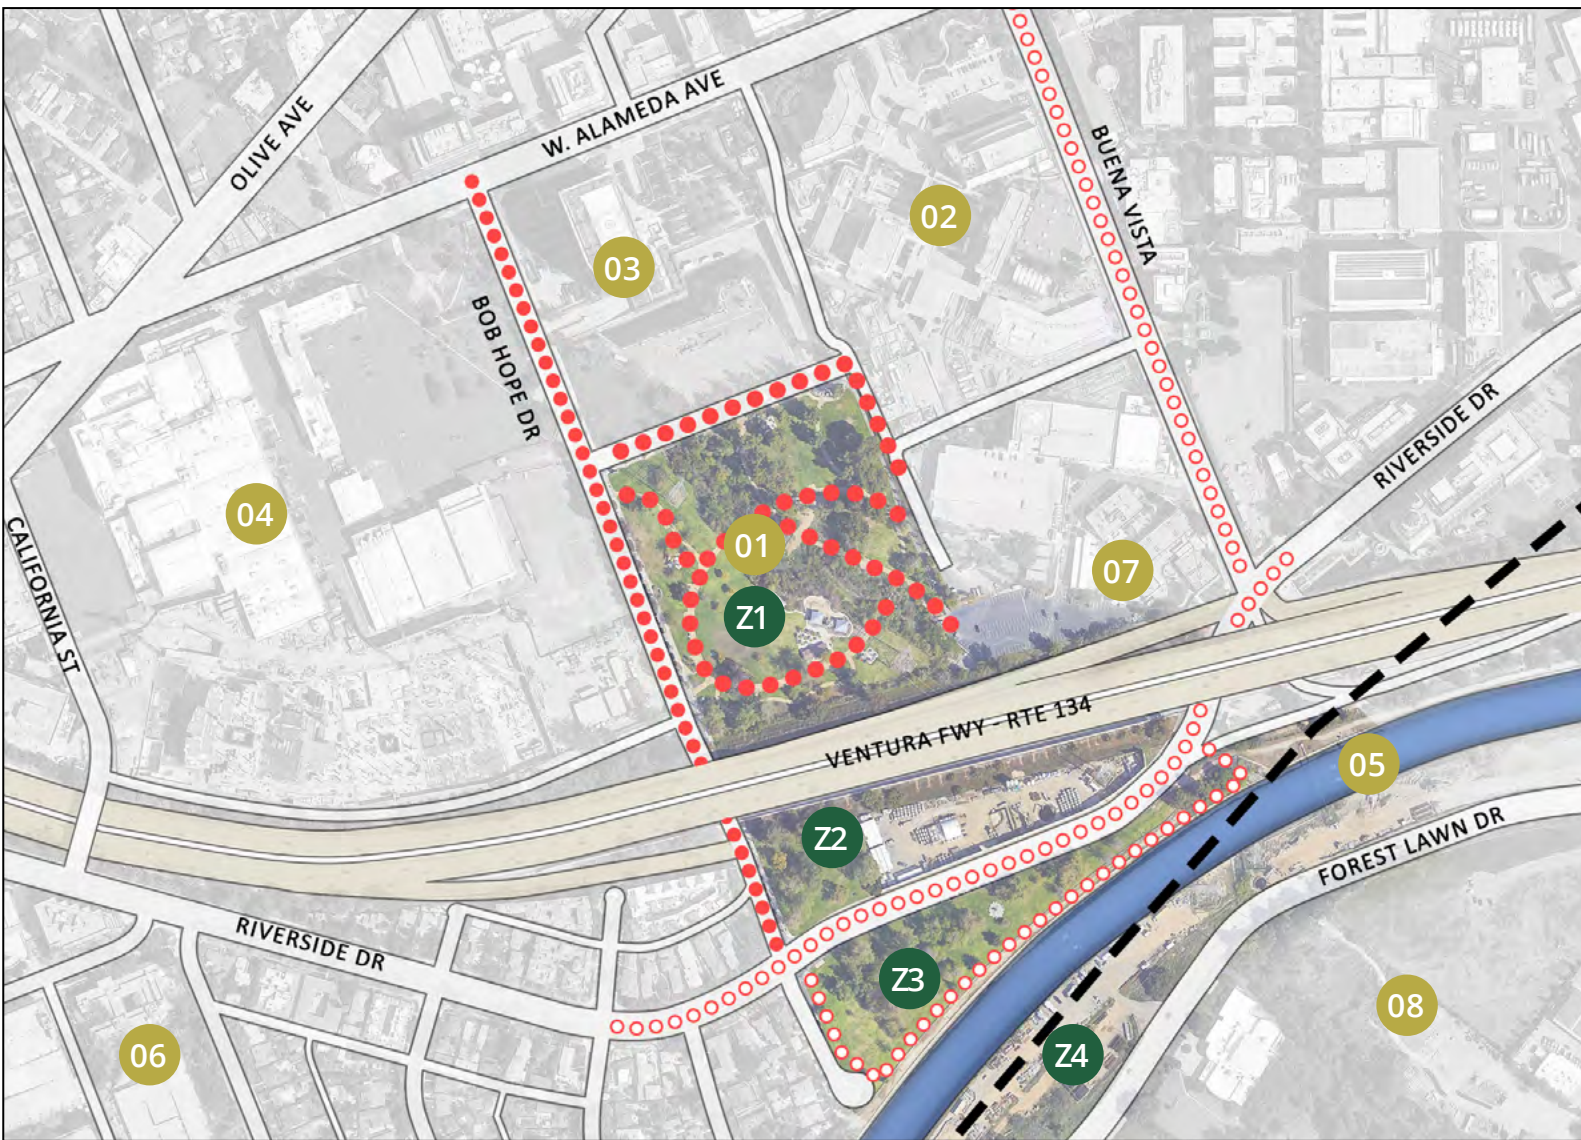 OLIVE AVE
W. ALAMEDA AVE
BUENA VISTA
02
03
BOB HOPE DR
RIVERSIDE DR
04
CALIFORNIA ST
01
07
Z1
VENTURA FWY - RTE 134
05
Z2
FOREST LAWN DR
RIVERSIDE DR
Z3
08
06
Z4